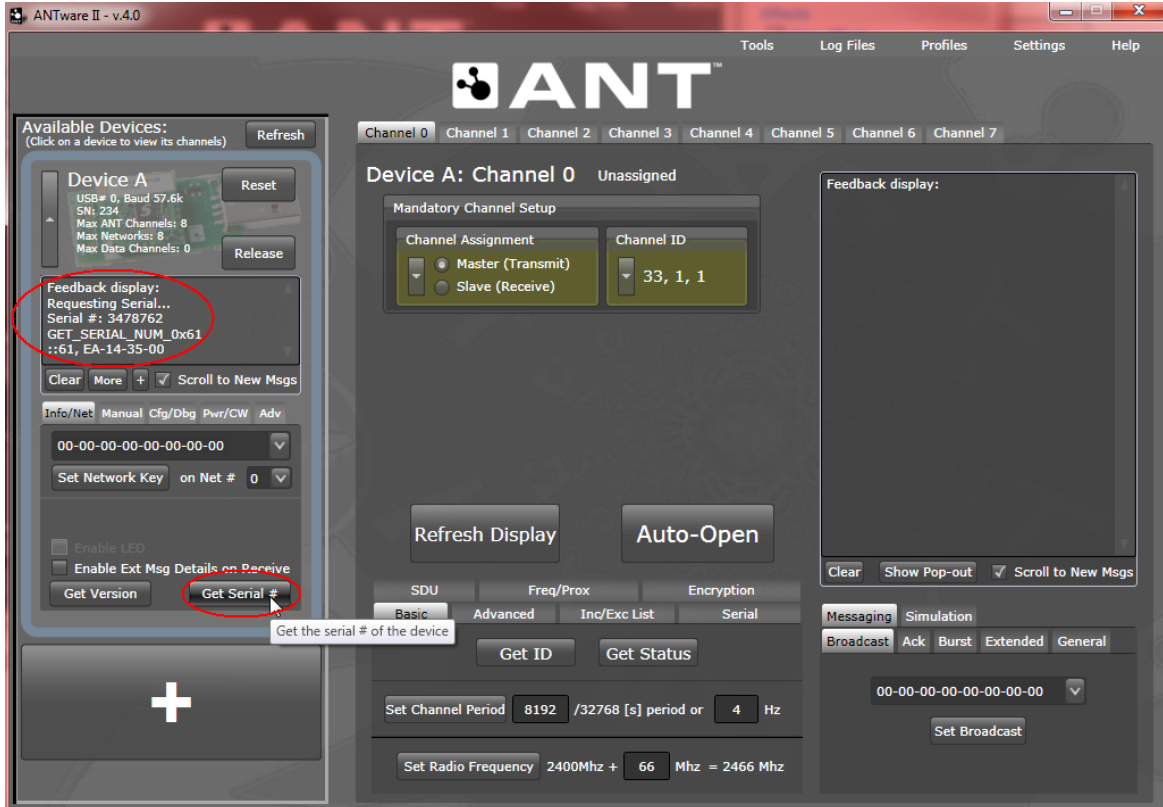 ANTware II - v.4.0
Tools Log Files Profiles Settings Help
ANT™
Available Devices:
(Click on a device to view its channels)
Refresh
Device A
USB# 0, Baud 57.6k
SN: 234
Max ANT Channels: 8
Max Networks: 8
Max Data Channels: 0
Reset
Release
Feedback display:
Requesting Serial...
Serial #: 3478762
GET_SERIAL_NUM_0x61
::61, EA-14-35-00
Clear More + Scroll to New Msgs
Info/Net Manual Cfg/Dbg Pwr/CW Adv
00-00-00-00-00-00-00-00
Set Network Key on Net # 0
Enable LED
Enable Ext Msg Details on Receive
Get Version Get Serial #
Get the serial # of the device
Channel 0 Channel 1 Channel 2 Channel 3 Channel 4 Channel 5 Channel 6 Channel 7
Device A: Channel 0 Unassigned
Mandatory Channel Setup
Channel Assignment
Master (Transmit)
Slave (Receive)
Channel ID
33, 1, 1
Refresh Display Auto-Open
SDU Freq/Prox Encryption
Basic Advanced Inc/Exc List Serial
Get ID Get Status
Set Channel Period 8192 /32768 [s] period or 4 Hz
Set Radio Frequency 2400Mhz + 66 Mhz = 2466 Mhz
Feedback display:
Clear Show Pop-out Scroll to New Msgs
Messaging Simulation
Broadcast Ack Burst Extended General
00-00-00-00-00-00-00-00
Set Broadcast